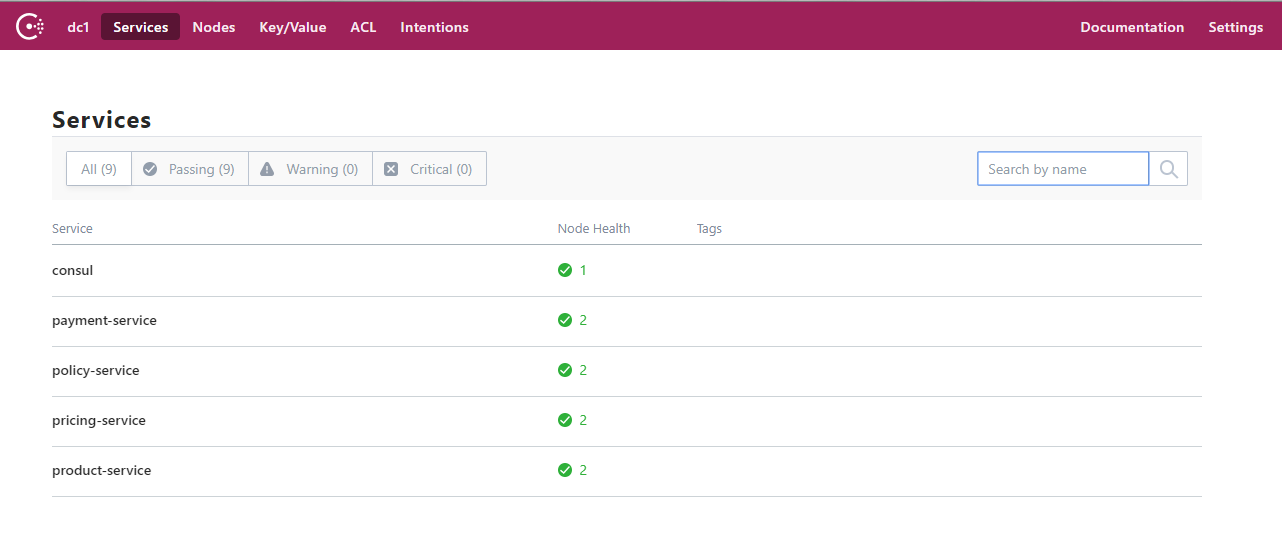 dc1 Services Nodes Key/Value ACL Intentions Documentation Settings
Services
All (9) Passing (9) Warning (0) Critical (0) Search by name
Service Node Health Tags
consul 1
payment-service 2
policy-service 2
pricing-service 2
product-service 2